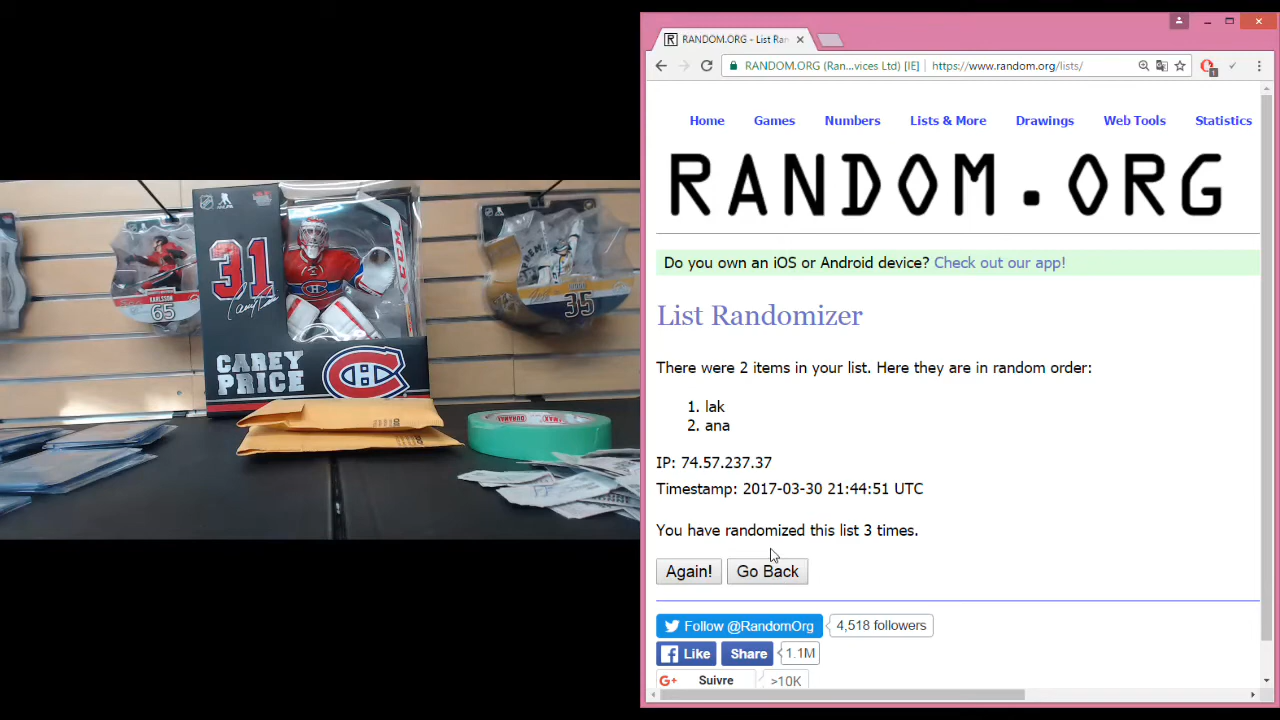 31
CAREY
PRICE
CCM
KARLSSON
65
35
RANDOM.ORG - List Ran
RANDOM.ORG (Ran...vices Ltd) [IE] https://www.random.org/lists/
1
Home Games Numbers Lists & More Drawings Web Tools Statistics
RANDOM.ORG
Do you own an iOS or Android device? Check out our app!
List Randomizer
There were 2 items in your list. Here they are in random order:
1. lak
2. ana
IP: 74.57.237.37
Timestamp: 2017-03-30 21:44:51 UTC
You have randomized this list 3 times.
Again! Go Back
Follow @RandomOrg 4,518 followers
Like Share 1.1M
G+ Suivre >10K